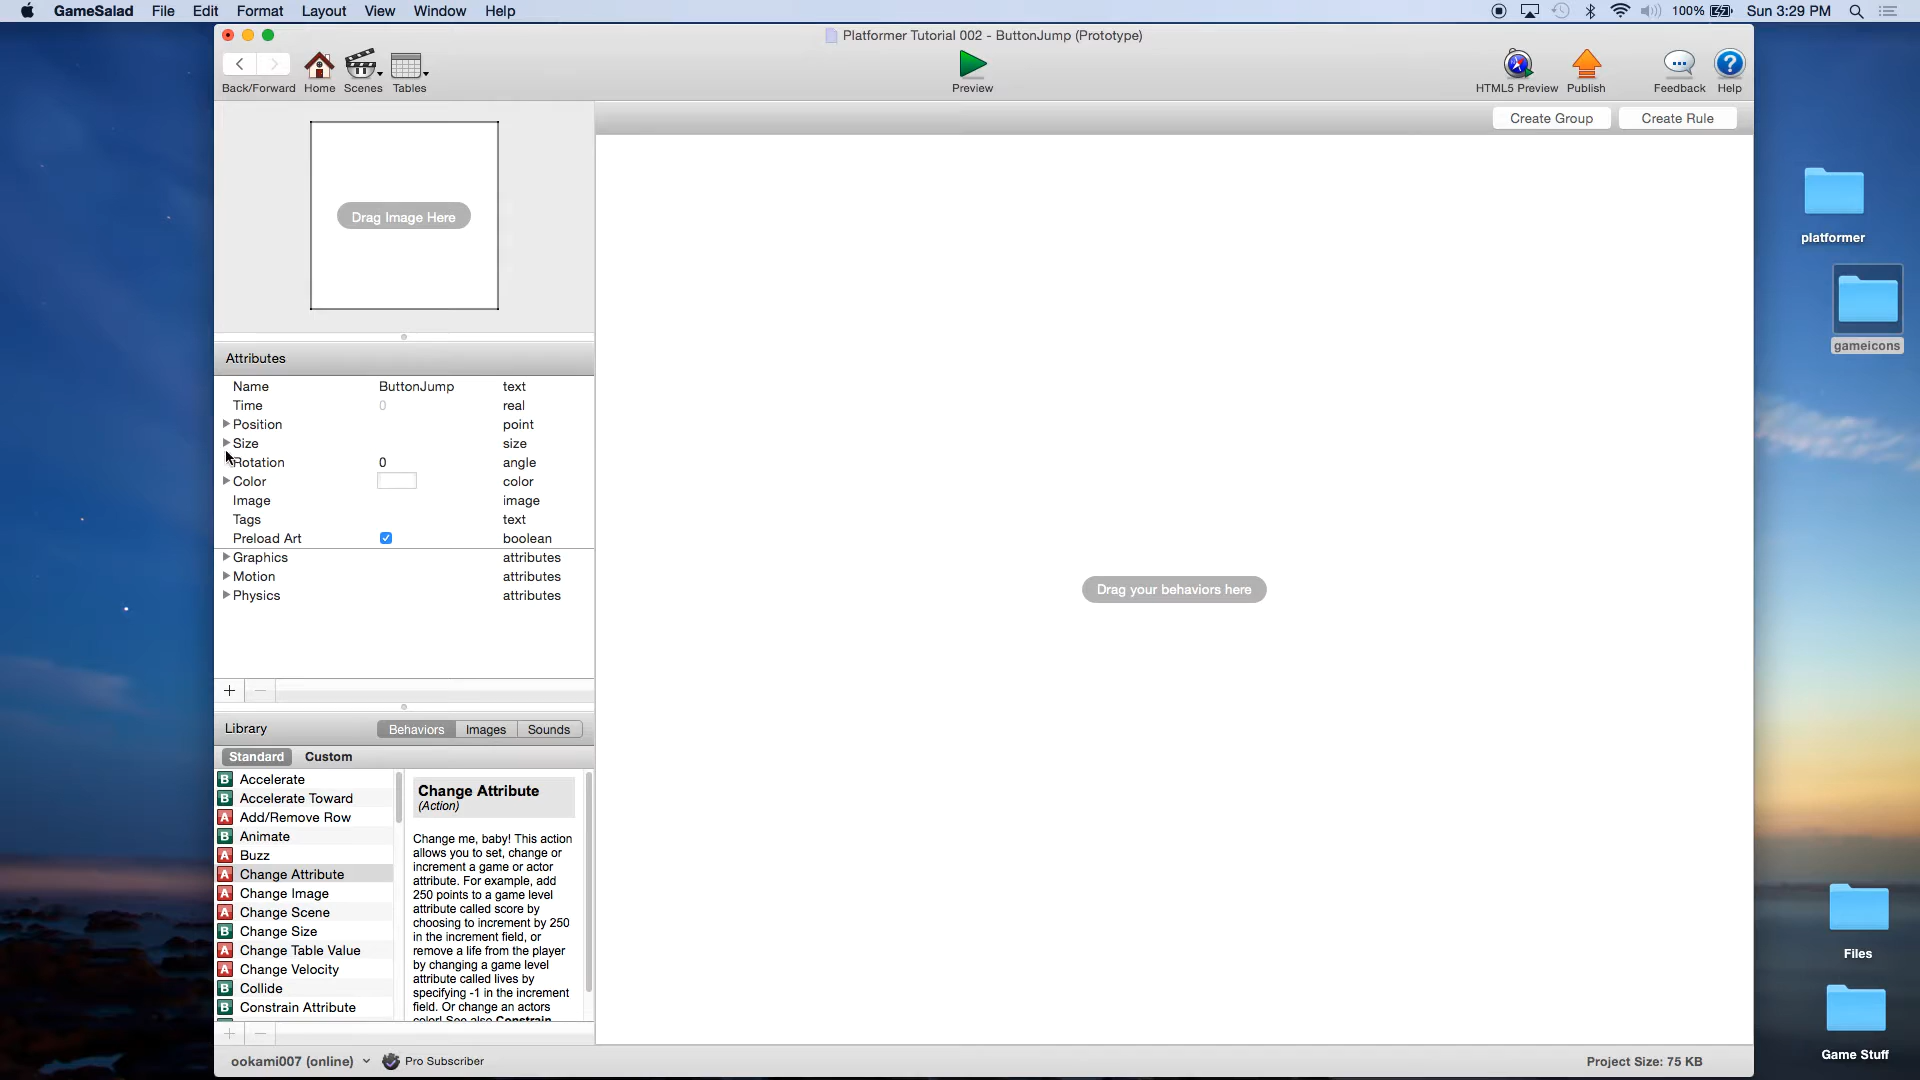 GameSalad File Edit Format Layout View Window Help
100% Sun 3:29 PM
Platformer Tutorial 002 - ButtonJump (Prototype)
Back/Forward Home Scenes Tables
Preview
HTML5 Preview Publish Feedback Help
Create Group Create Rule
Drag Image Here
Attributes
Name ButtonJump text
Time 0 real
Position point
Size size
Rotation 0 angle
Color color
Image image
Tags text
Preload Art boolean
Graphics attributes
Motion attributes
Physics attributes
Drag your behaviors here
Library Behaviors Images Sounds
Standard Custom
Accelerate
Accelerate Toward
Add/Remove Row
Animate
Buzz
Change Attribute
Change Image
Change Scene
Change Size
Change Table Value
Change Velocity
Collide
Constrain Attribute
Change Attribute
(Action)
Change me, baby! This action
allows you to set, change or
increment a game or actor
attribute. For example, add
250 points to a game level
attribute called score by
choosing to increment by 250
in the increment field, or
remove a life from the player
by changing a game level
attribute called lives by
specifying -1 in the increment
field. Or change an actors
color! See also Constrain
ookami007 (online) Pro Subscriber
Project Size: 75 KB
platformer
gameicons
Files
Game Stuff